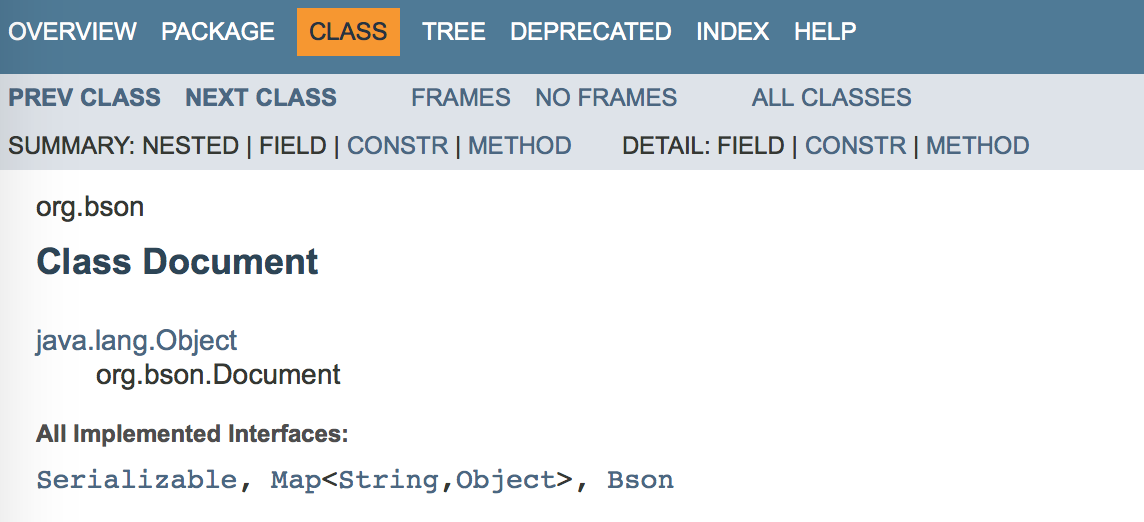 OVERVIEW PACKAGE CLASS TREE DEPRECATED INDEX HELP
PREV CLASS NEXT CLASS FRAMES NO FRAMES ALL CLASSES
SUMMARY: NESTED | FIELD | CONSTR | METHOD DETAIL: FIELD | CONSTR | METHOD
org.bson
Class Document
java.lang.Object
org.bson.Document
All Implemented Interfaces:
Serializable, Map<String,Object>, Bson